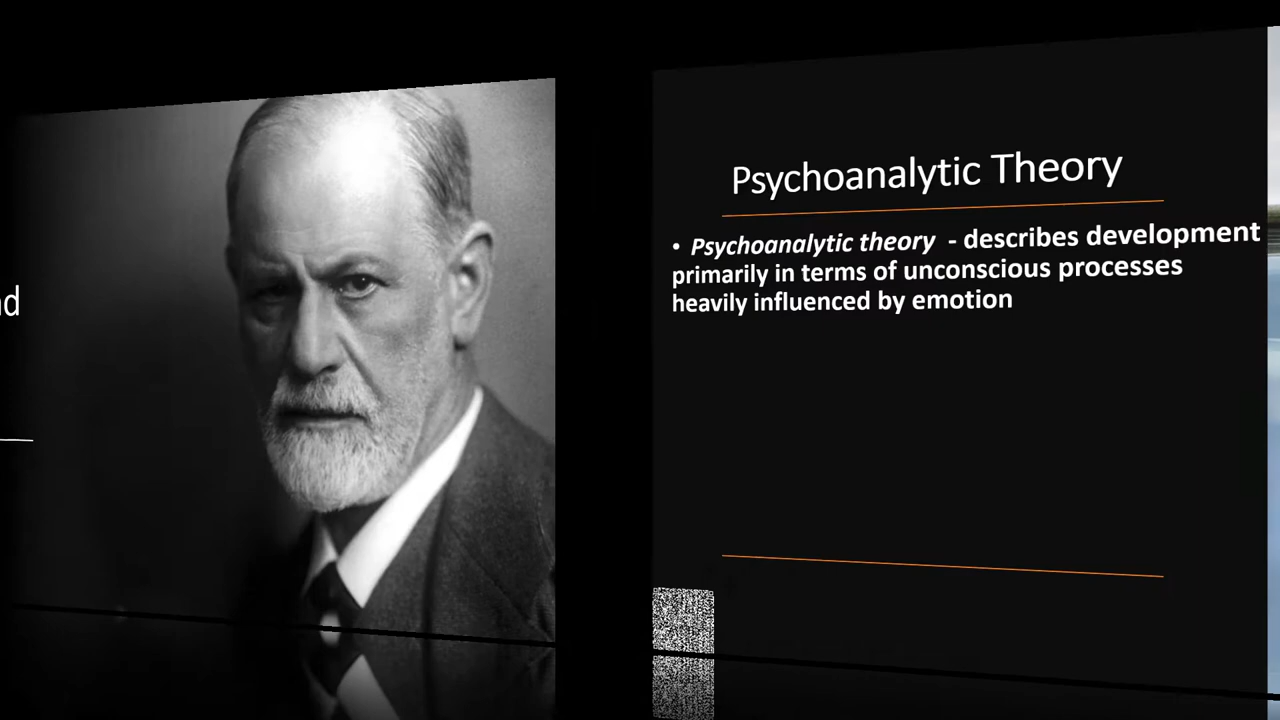 Psychoanalytic Theory
• Psychoanalytic theory - describes development
primarily in terms of unconscious processes
heavily influenced by emotion